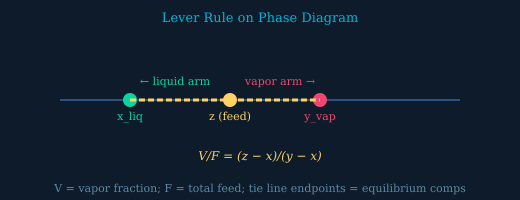 Lever Rule on Phase Diagram
← liquid arm vapor arm →
x_liq z (feed) y_vap
V/F = (z − x)/(y − x)
V = vapor fraction; F = total feed; tie line endpoints = equilibrium comps